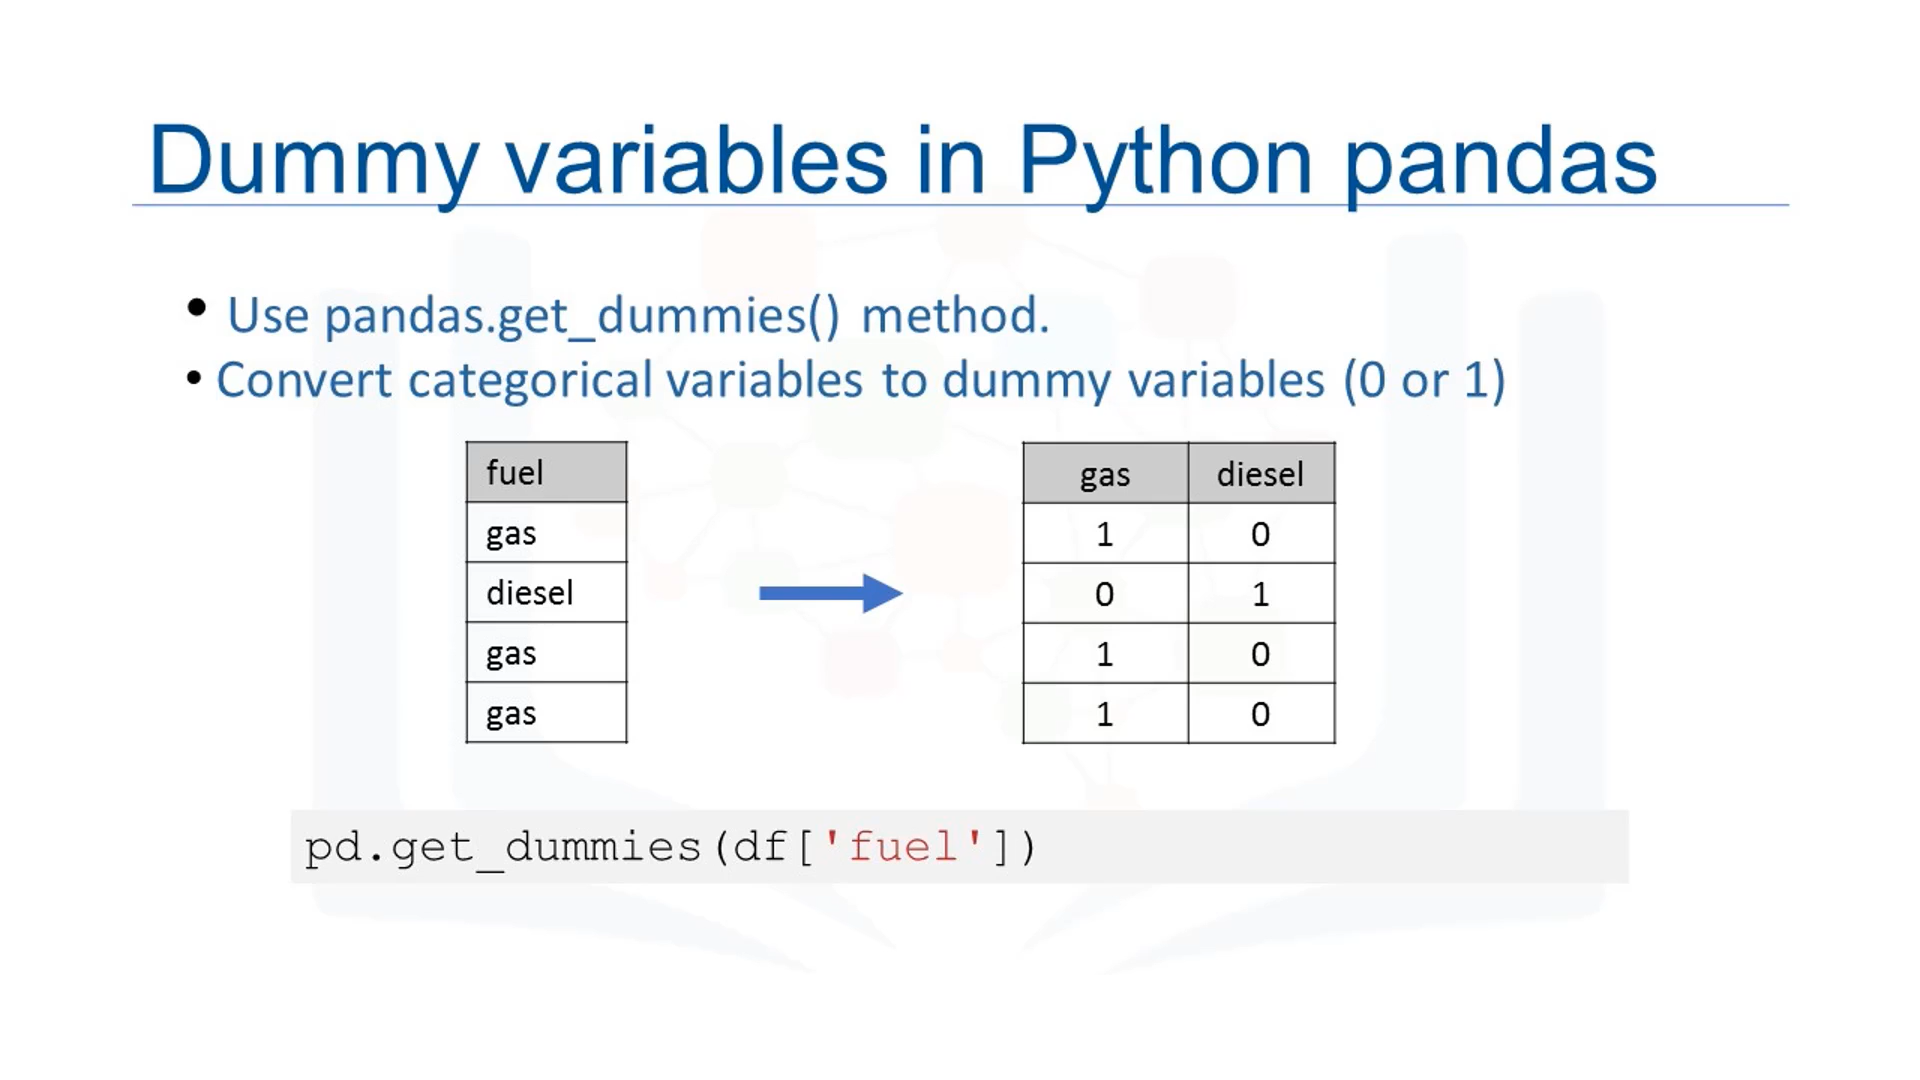 Dummy variables in Python pandas
• Use pandas.get_dummies() method.
• Convert categorical variables to dummy variables (0 or 1)
fuel
gas
diesel
gas
gas
gas diesel
1 0
0 1
1 0
1 0
pd.get_dummies(df['fuel'])